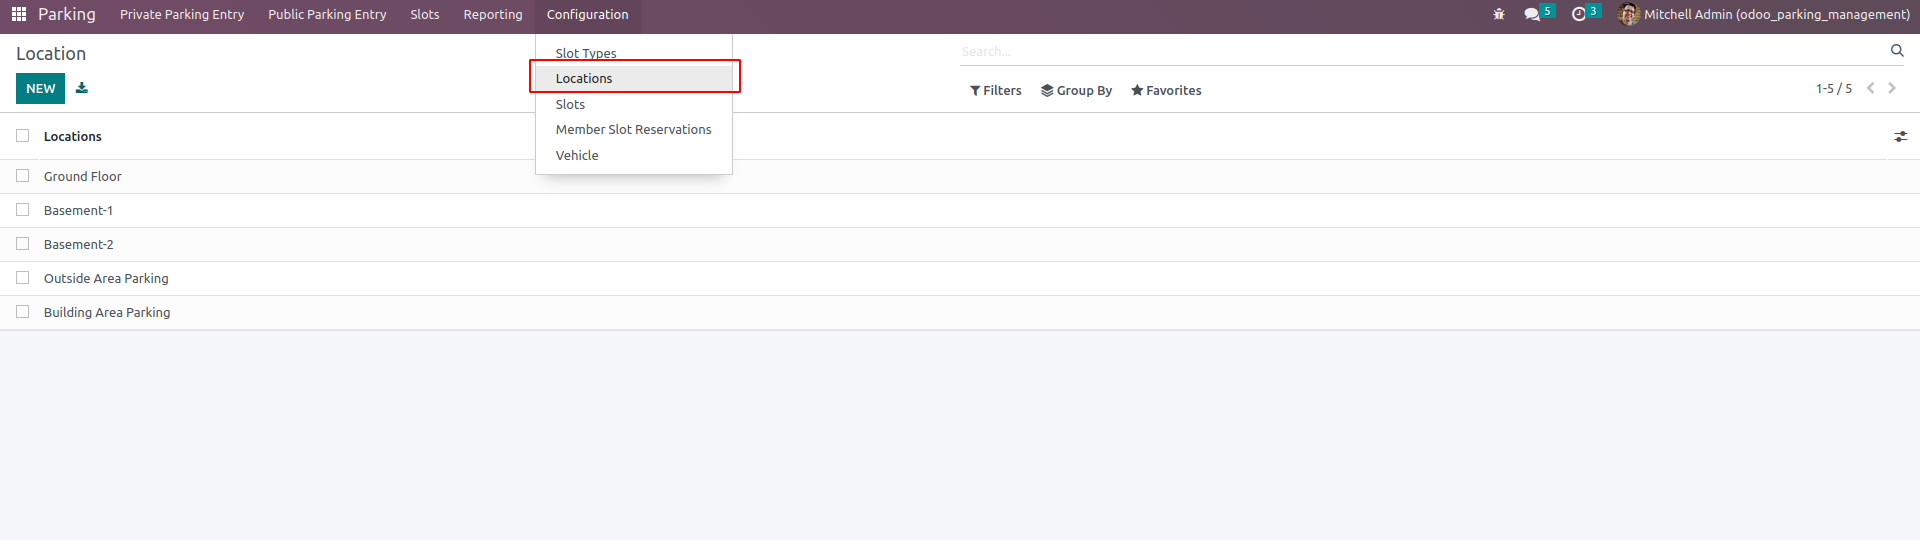 Parking Private Parking Entry Public Parking Entry Slots Reporting Configuration 5 3 Mitchell Admin (odoo_parking_management)
Location
Slot Types
Search...
NEW
Locations
Filters Group By Favorites
1-5 / 5
Slots
Member Slot Reservations
Vehicle
Locations
Ground Floor
Basement-1
Basement-2
Outside Area Parking
Building Area Parking